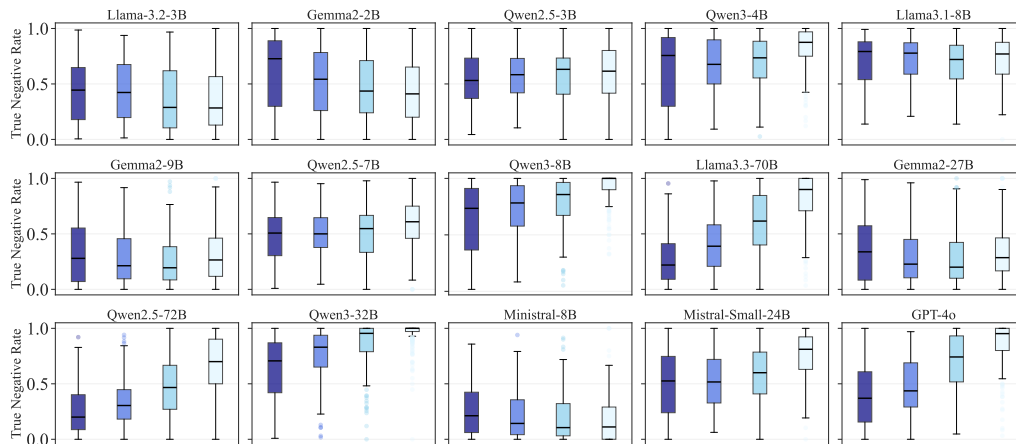 Llama-3.2-3B Gemma2-2B Qwen2.5-3B Qwen3-4B Llama3.1-8B
True Negative Rate
1.0
0.5
0.0
Gemma2-9B Qwen2.5-7B Qwen3-8B Llama3.3-70B Gemma2-27B
True Negative Rate
1.0
0.5
0.0
Qwen2.5-72B Qwen3-32B Ministral-8B Mistral-Small-24B GPT-4o
True Negative Rate
1.0
0.5
0.0